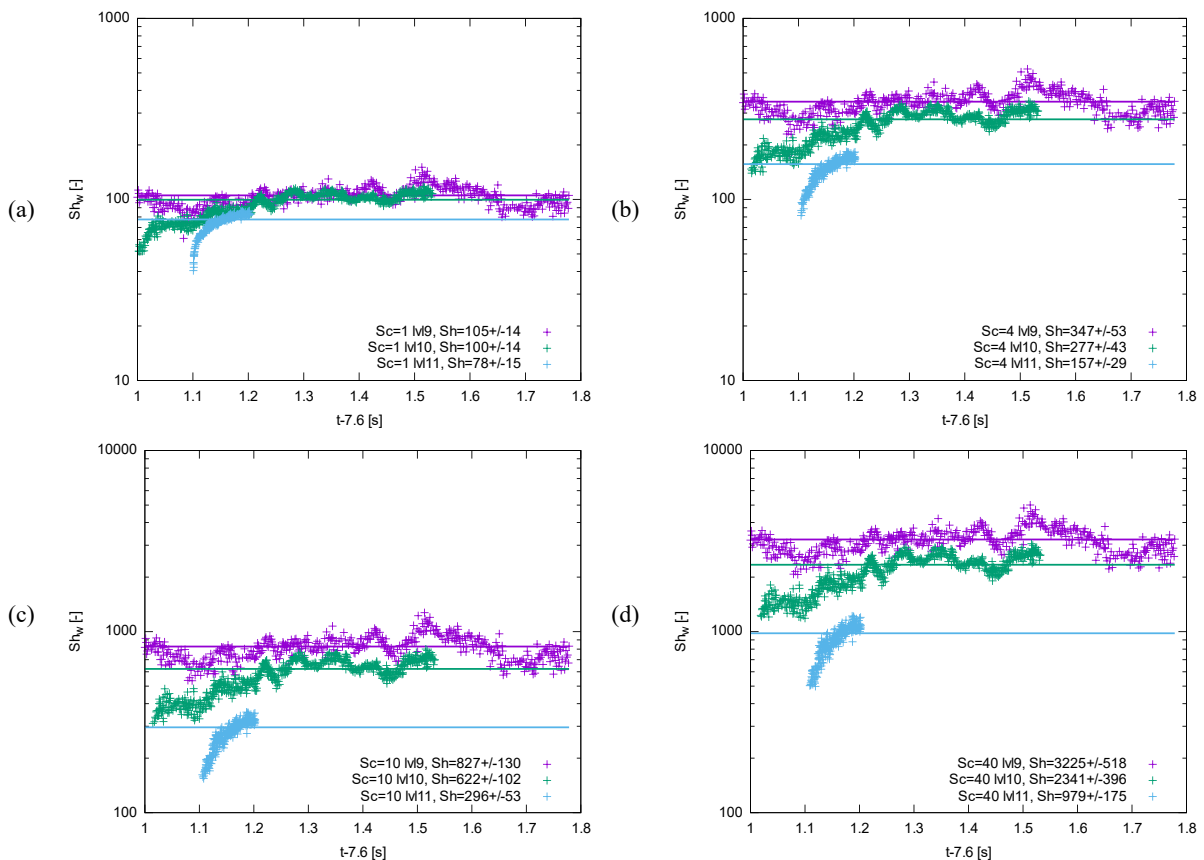 (a)
1000
100
10
Sh_w [-]
Sc=1 lvl9, Sh=105+/-14
Sc=1 lvl10, Sh=100+/-14
Sc=1 lvl11, Sh=78+/-15
1 1.1 1.2 1.3 1.4 1.5 1.6 1.7 1.8
t-7.6 [s]
(b)
1000
100
10
Sh_w [-]
Sc=4 lvl9, Sh=347+/-53
Sc=4 lvl10, Sh=277+/-43
Sc=4 lvl11, Sh=157+/-29
1 1.1 1.2 1.3 1.4 1.5 1.6 1.7 1.8
t-7.6 [s]
(c)
10000
1000
100
Sh_w [-]
Sc=10 lvl9, Sh=827+/-130
Sc=10 lvl10, Sh=622+/-102
Sc=10 lvl11, Sh=296+/-53
1 1.1 1.2 1.3 1.4 1.5 1.6 1.7 1.8
t-7.6 [s]
(d)
10000
1000
100
Sh_w [-]
Sc=40 lvl9, Sh=3225+/-518
Sc=40 lvl10, Sh=2341+/-396
Sc=40 lvl11, Sh=979+/-175
1 1.1 1.2 1.3 1.4 1.5 1.6 1.7 1.8
t-7.6 [s]